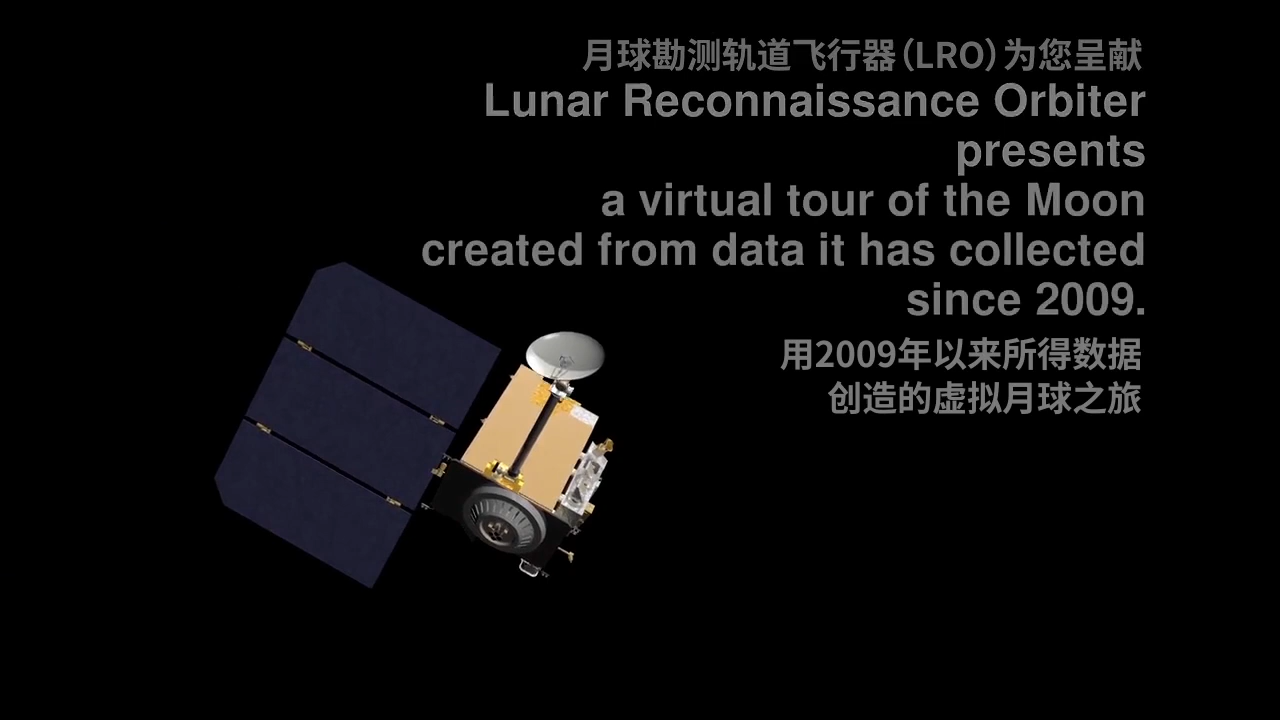 月球勘测轨道飞行器(LRO)为您呈献
Lunar Reconnaissance Orbiter
presents
a virtual tour of the Moon
created from data it has collected
since 2009.
用2009年以来所得数据
创造的虚拟月球之旅